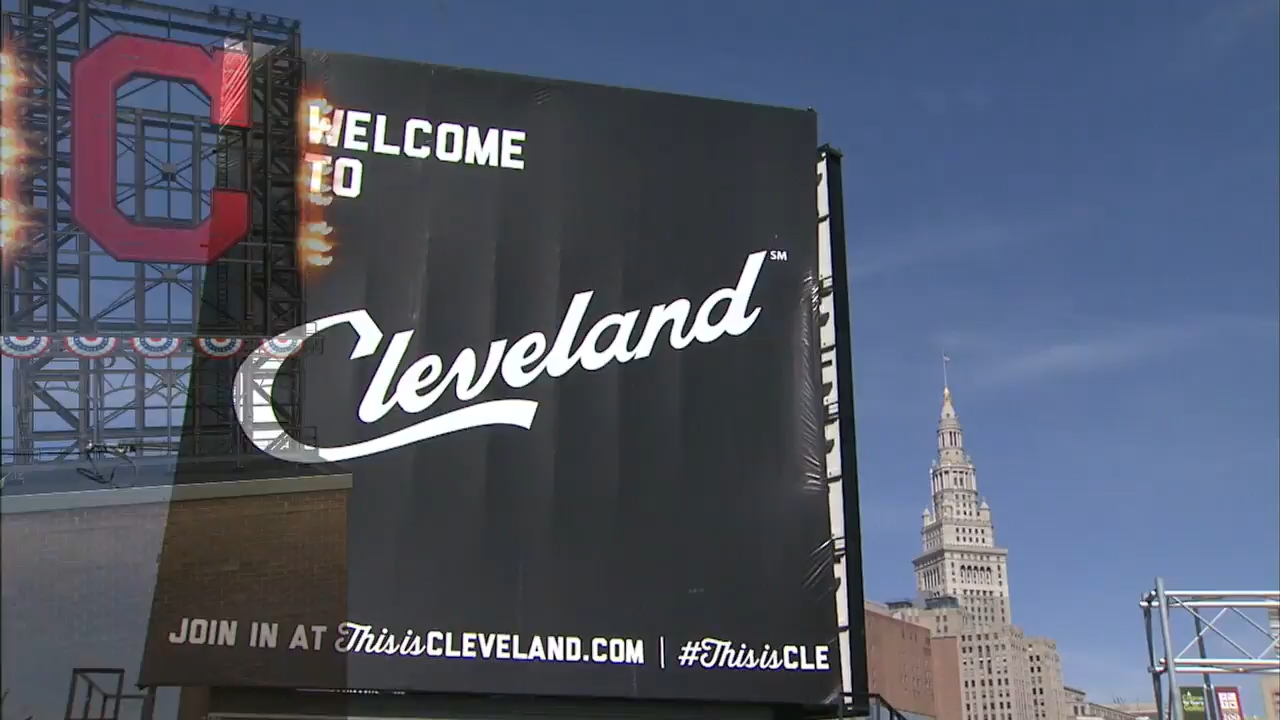 C
WELCOME
TO
Cleveland SM
JOIN IN AT ThisisCLEVELAND.COM | #ThisisCLE